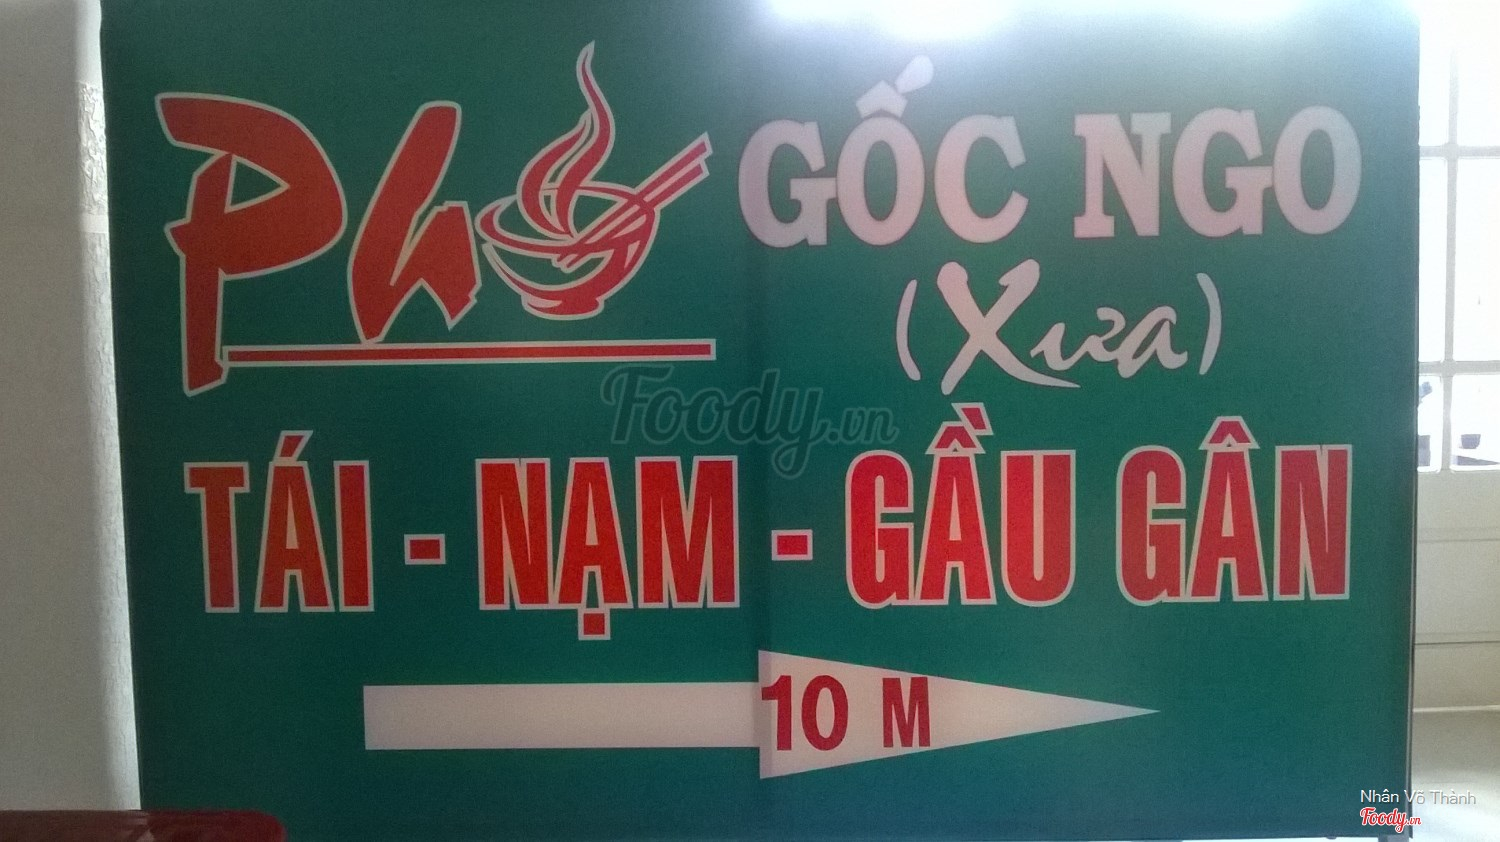 Phở GỐC NGO
(Xưa)
TÁI - NẠM - GẦU GÂN
10 M
Foody.vn
Nhân Võ Thành
Foody.vn